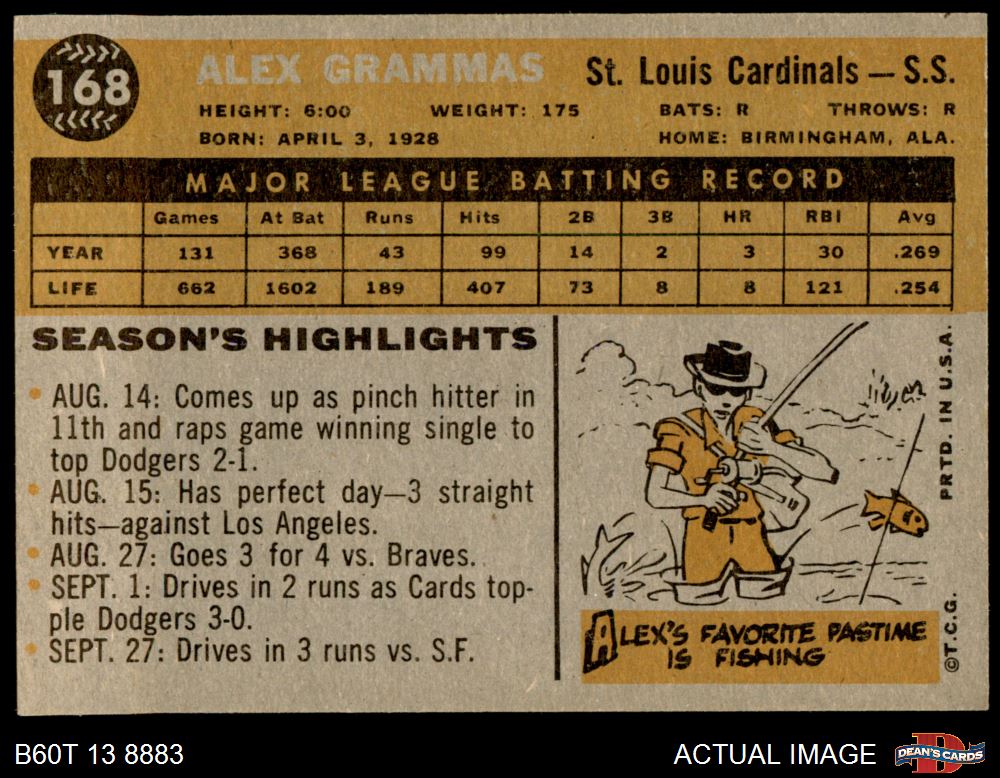 168
ALEX GRAMMAS St. Louis Cardinals — S.S.
HEIGHT: 6:00 WEIGHT: 175 BATS: R THROWS: R
BORN: APRIL 3, 1928 HOME: BIRMINGHAM, ALA.
MAJOR LEAGUE BATTING RECORD
Games At Bat Runs Hits 2B 3B HR RBI Avg
YEAR 131 368 43 99 14 2 3 30 .269
LIFE 662 1602 189 407 73 8 8 121 .254
SEASON'S HIGHLIGHTS
• AUG. 14: Comes up as pinch hitter in
11th and raps game winning single to
top Dodgers 2-1.
• AUG. 15: Has perfect day—3 straight
hits—against Los Angeles.
• AUG. 27: Goes 3 for 4 vs. Braves.
• SEPT. 1: Drives in 2 runs as Cards top-
ple Dodgers 3-0.
• SEPT. 27: Drives in 3 runs vs. S.F.
ALEX'S FAVORITE PASTIME
IS FISHING
©T.C.G. PRTD. IN U.S.A.
B60T 13 8883 ACTUAL IMAGE
DEAN'S CARDS